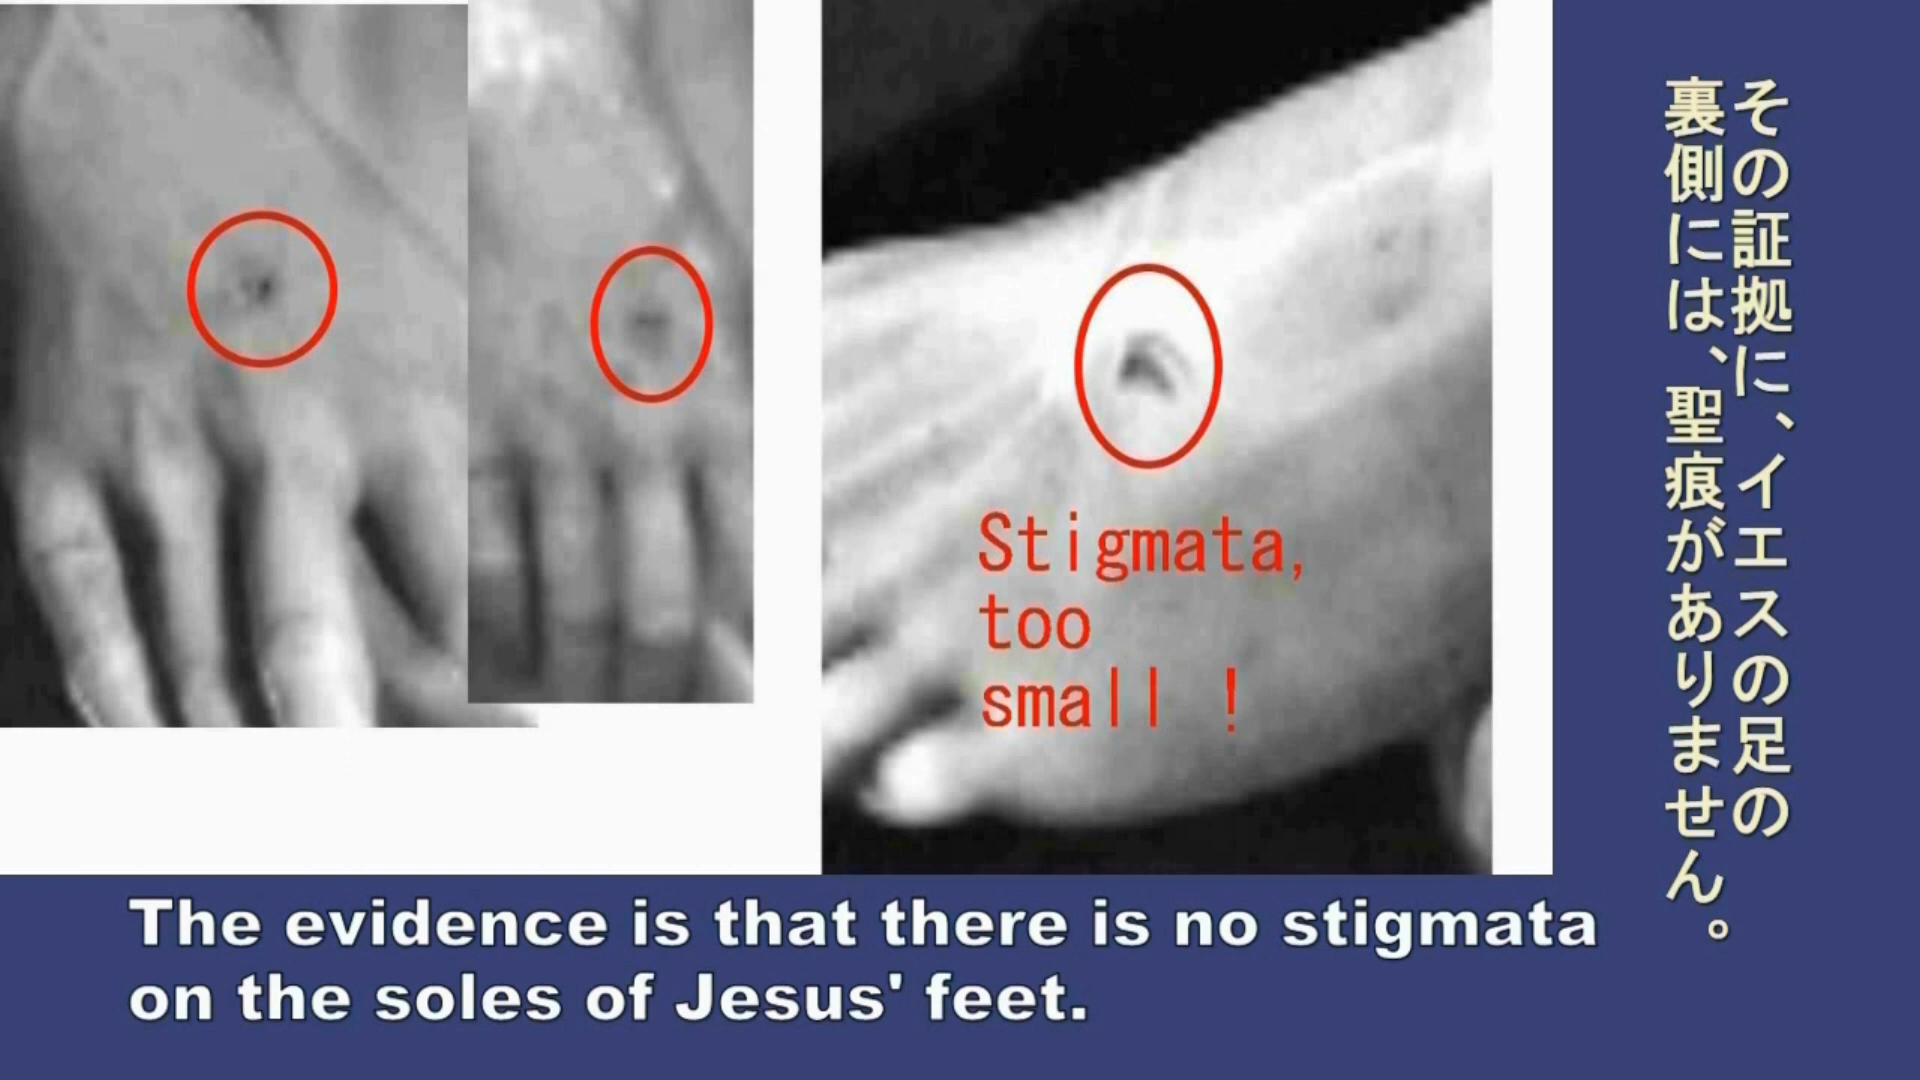 その証拠に、イエスの足の
裏側には、聖痕がありません。
Stigmata,
too
small !
The evidence is that there is no stigmata
on the soles of Jesus' feet.